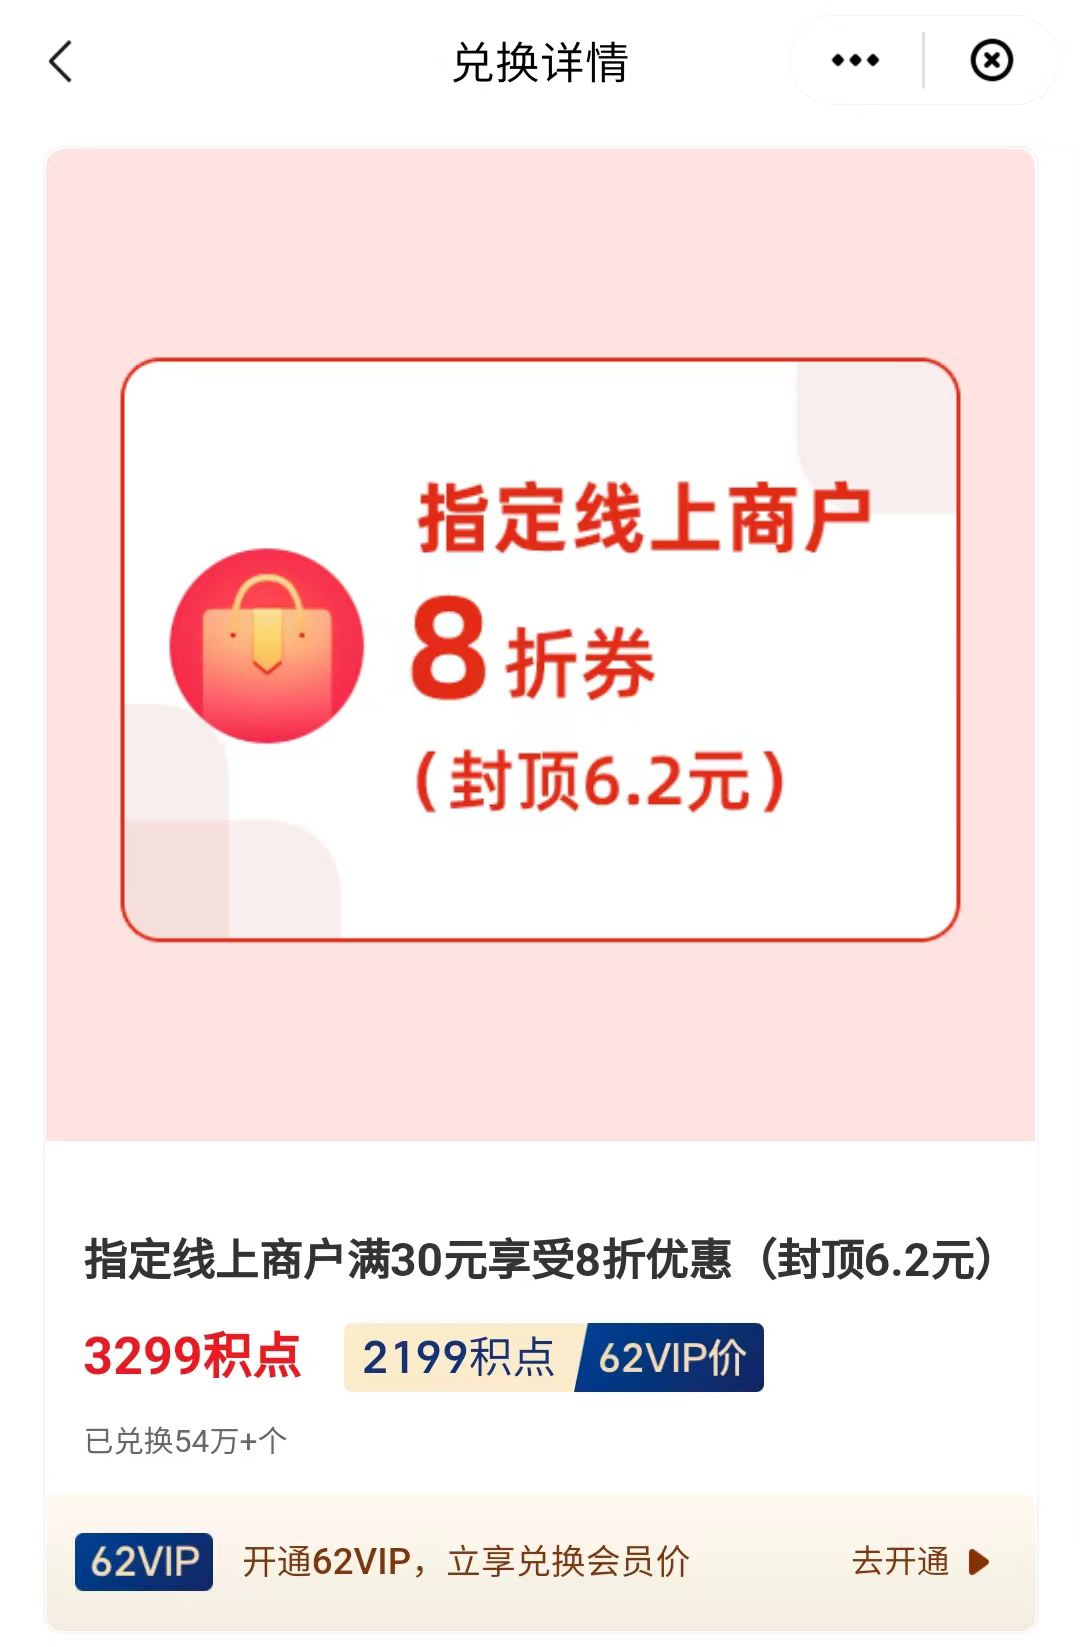 兑换详情
指定线上商户
8折券
（封顶6.2元）
指定线上商户满30元享受8折优惠（封顶6.2元）
3299积点 2199积点 62VIP价
已兑换54万+个
62VIP 开通62VIP，立享兑换会员价 去开通